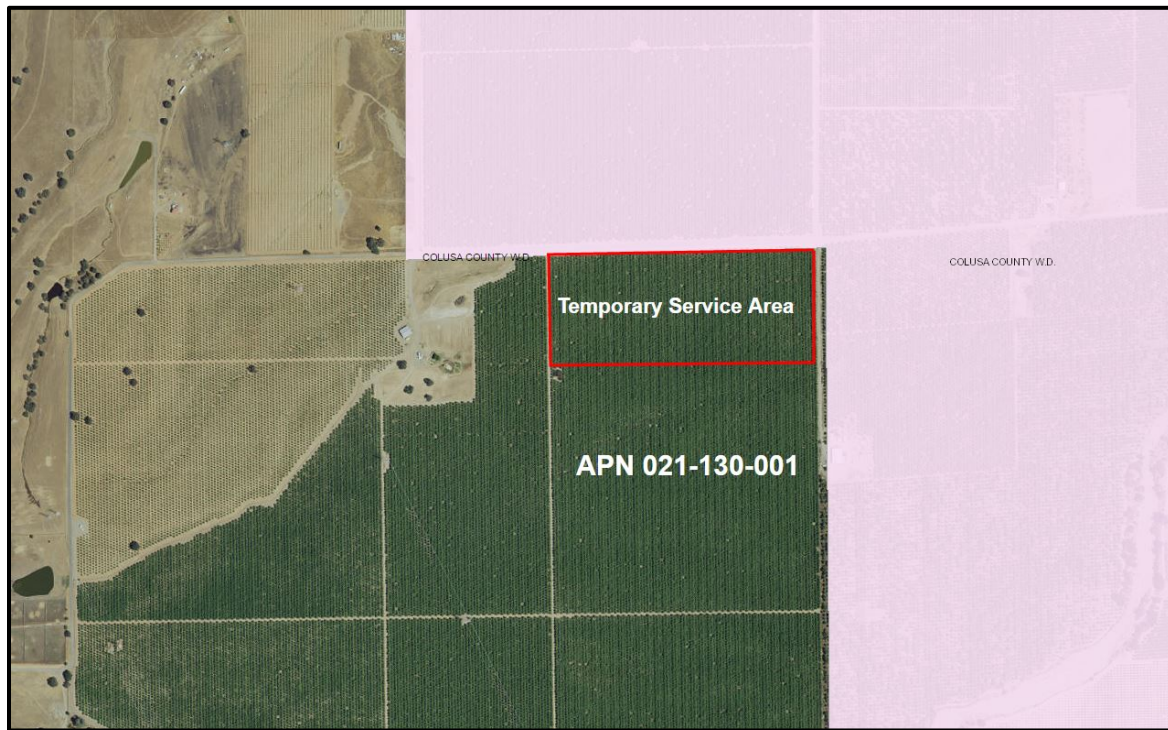 COLUSA COUNTY W.D.
COLUSA COUNTY W.D.
Temporary Service Area
APN 021-130-001